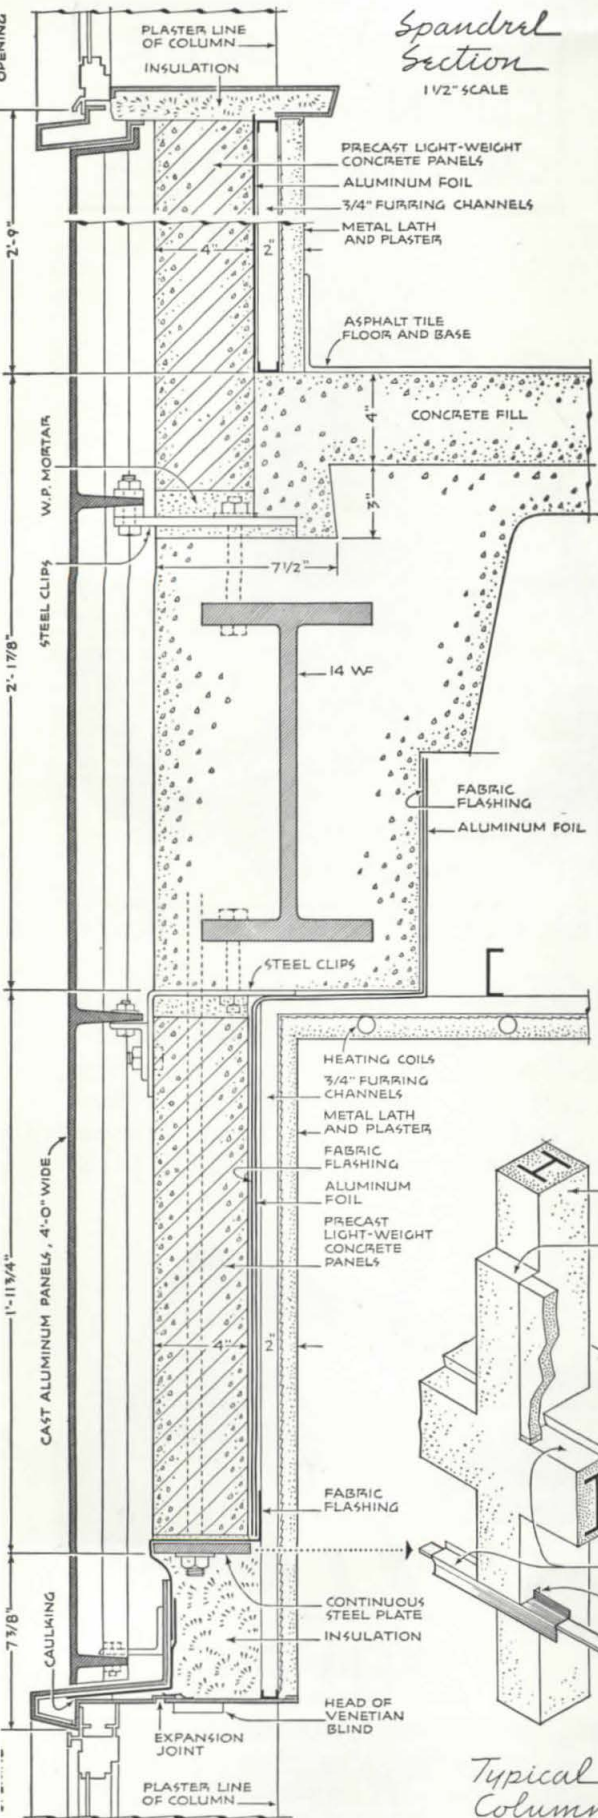 Spandrel
Section
1 1/2" SCALE
OPENING
PLASTER LINE
OF COLUMN
INSULATION
PRECAST LIGHT-WEIGHT
CONCRETE PANELS
ALUMINUM FOIL
3/4" FURRING CHANNELS
METAL LATH
AND PLASTER
2'-9"
4"
2"
ASPHALT TILE
FLOOR AND BASE
4"
CONCRETE FILL
W.P. MORTAR
3"
STEEL CLIPS
7 1/2"
2'-1 7/8"
14 WF
FABRIC
FLASHING
ALUMINUM FOIL
STEEL CLIPS
HEATING COILS
3/4" FURRING
CHANNELS
METAL LATH
AND PLASTER
FABRIC
FLASHING
ALUMINUM
FOIL
PRECAST
LIGHT-WEIGHT
CONCRETE
PANELS
CAST ALUMINUM PANELS, 4'-0" WIDE
1'-11 3/4"
4"
2"
FABRIC
FLASHING
CONTINUOUS
STEEL PLATE
INSULATION
7 3/8"
CAULKING
HEAD OF
VENETIAN
BLIND
EXPANSION
JOINT
PLASTER LINE
OF COLUMN
Typical
Column